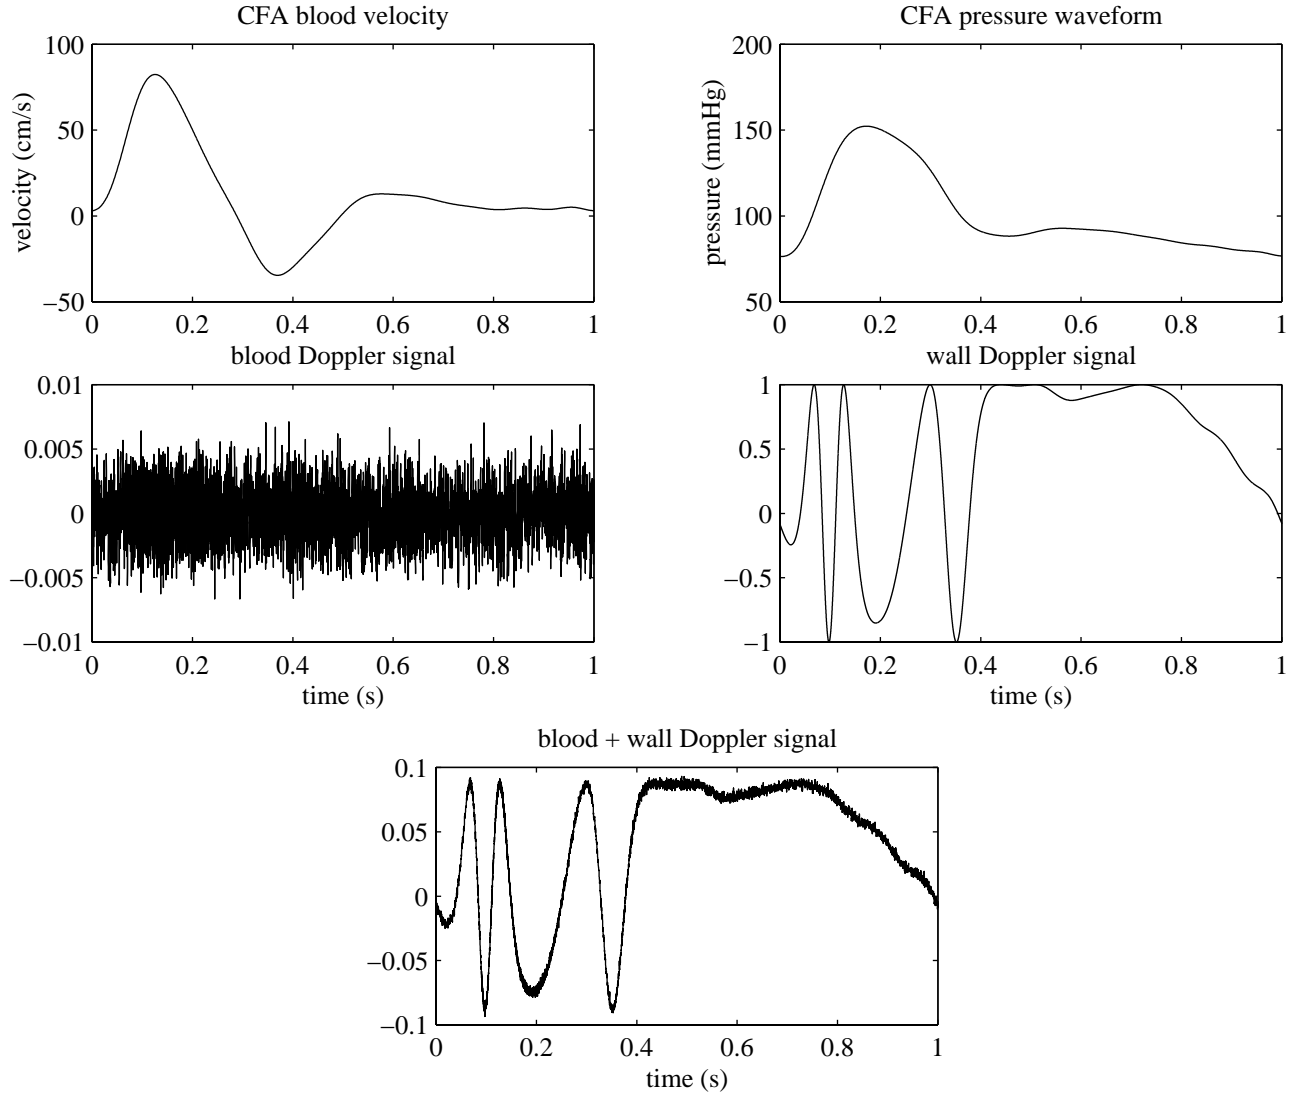 CFA blood velocity
velocity (cm/s)
100
50
0
−50
0 0.2 0.4 0.6 0.8 1
CFA pressure waveform
pressure (mmHg)
200
150
100
50
0 0.2 0.4 0.6 0.8 1
blood Doppler signal
0.01
0.005
0
−0.005
−0.01
0 0.2 0.4 0.6 0.8 1
time (s)
wall Doppler signal
1
0.5
0
−0.5
−1
0 0.2 0.4 0.6 0.8 1
time (s)
blood + wall Doppler signal
0.1
0.05
0
−0.05
−0.1
0 0.2 0.4 0.6 0.8 1
time (s)